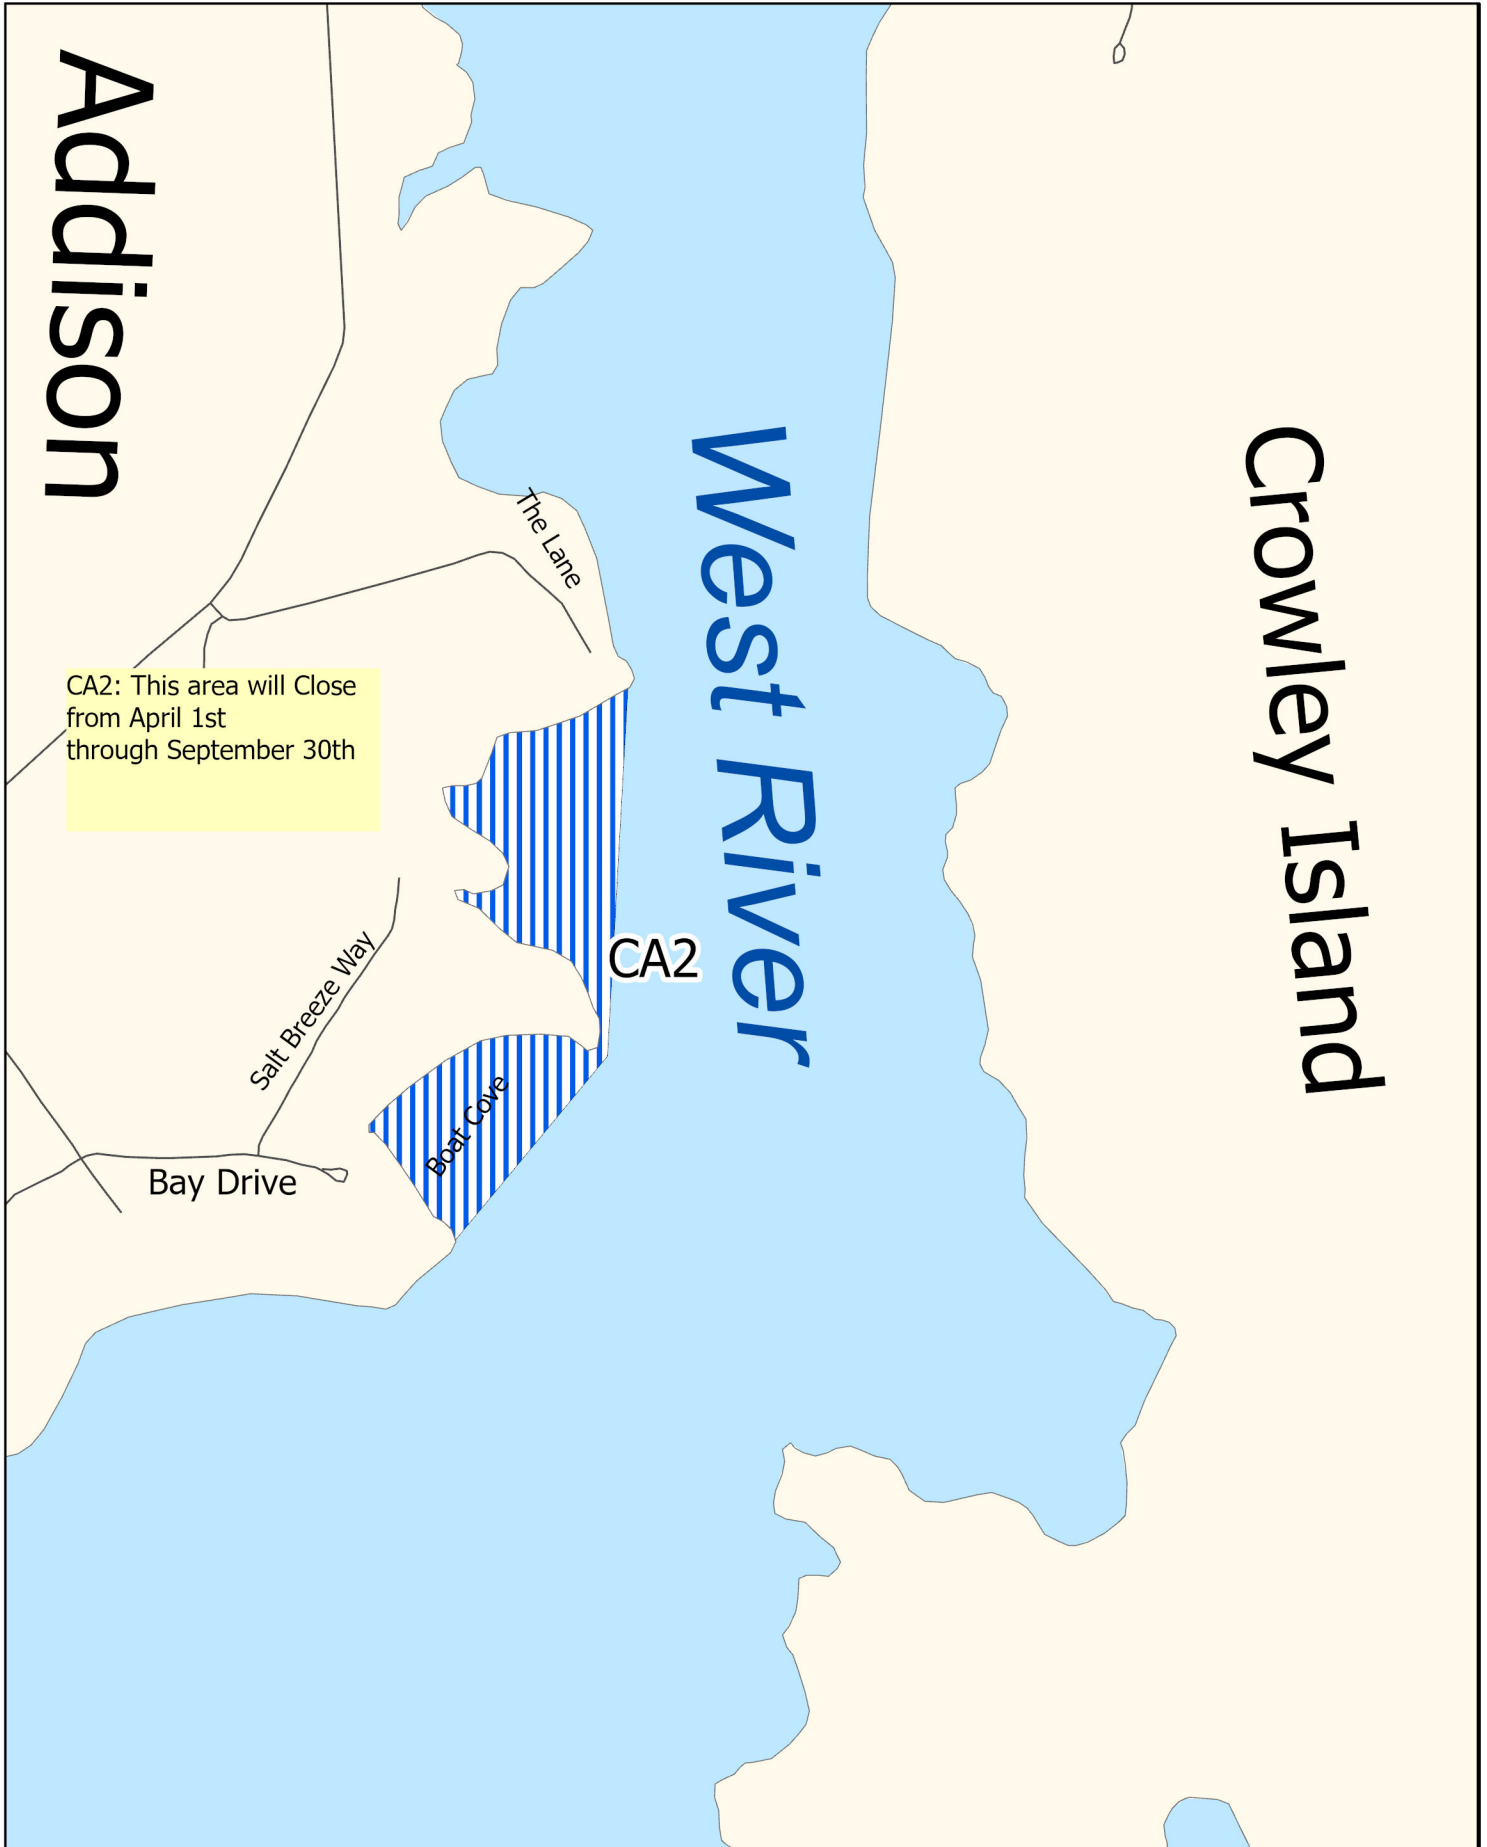 Addison
Crowley Island
West River
The Lane
CA2: This area will Close
from April 1st
through September 30th
CA2
Salt Breeze Way
Boat Cove
Bay Drive